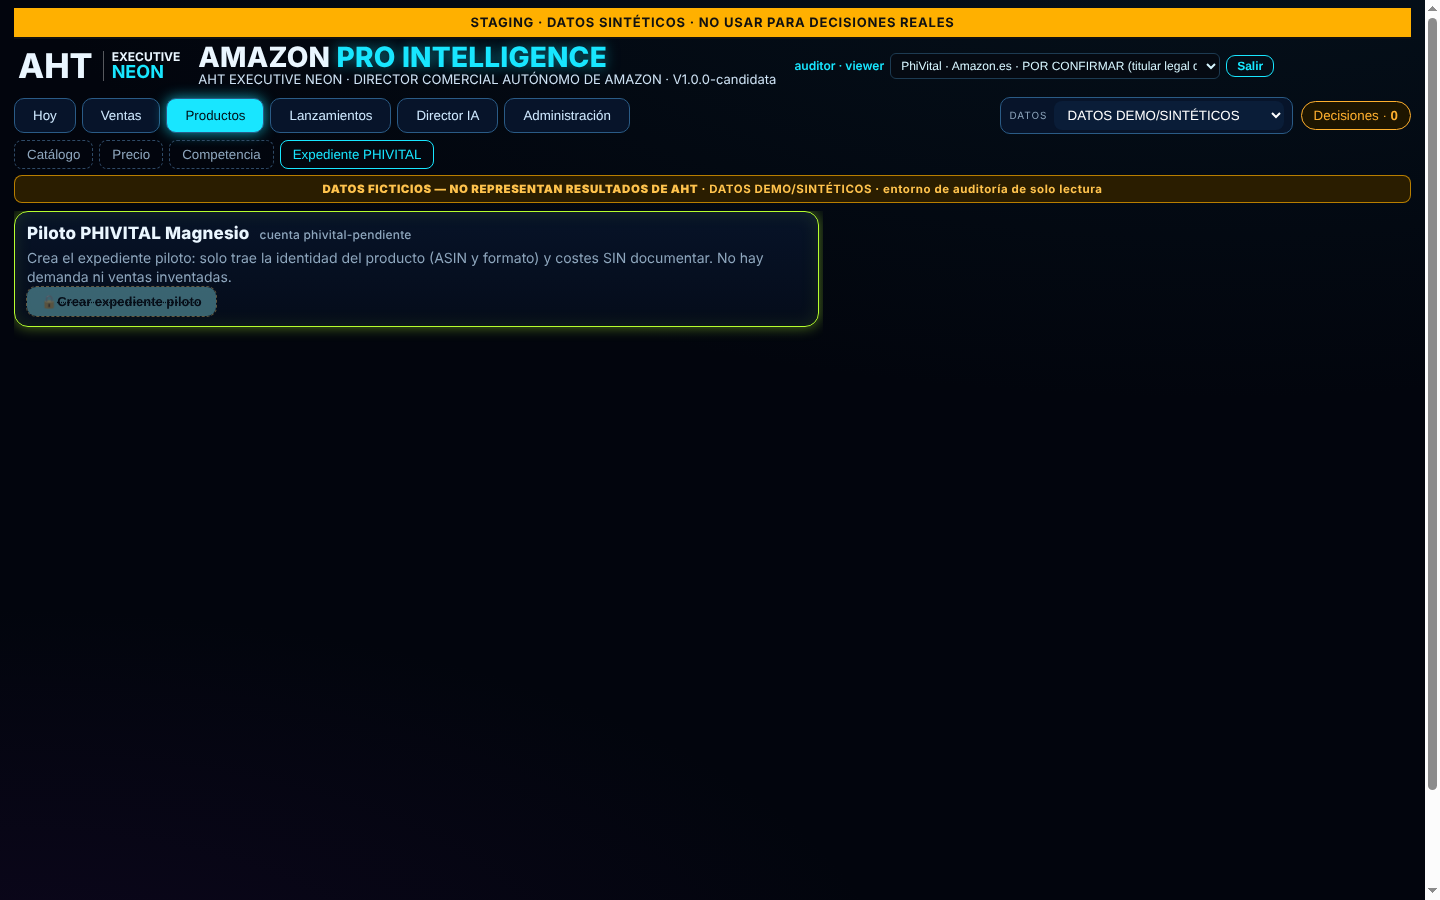 STAGING · DATOS SINTÉTICOS · NO USAR PARA DECISIONES REALES
AHT EXECUTIVE NEON
AMAZON PRO INTELLIGENCE
AHT EXECUTIVE NEON · DIRECTOR COMERCIAL AUTÓNOMO DE AMAZON · V1.0.0-candidata
auditor · viewer PhiVital · Amazon.es · POR CONFIRMAR (titular legal c Salir
Hoy Ventas Productos Lanzamientos Director IA Administración DATOS DATOS DEMO/SINTÉTICOS Decisiones · 0
Catálogo Precio Competencia Expediente PHIVITAL
DATOS FICTICIOS — NO REPRESENTAN RESULTADOS DE AHT · DATOS DEMO/SINTÉTICOS · entorno de auditoría de solo lectura
Piloto PHIVITAL Magnesio cuenta phivital-pendiente
Crea el expediente piloto: solo trae la identidad del producto (ASIN y formato) y costes SIN documentar. No hay
demanda ni ventas inventadas.
Crear expediente piloto